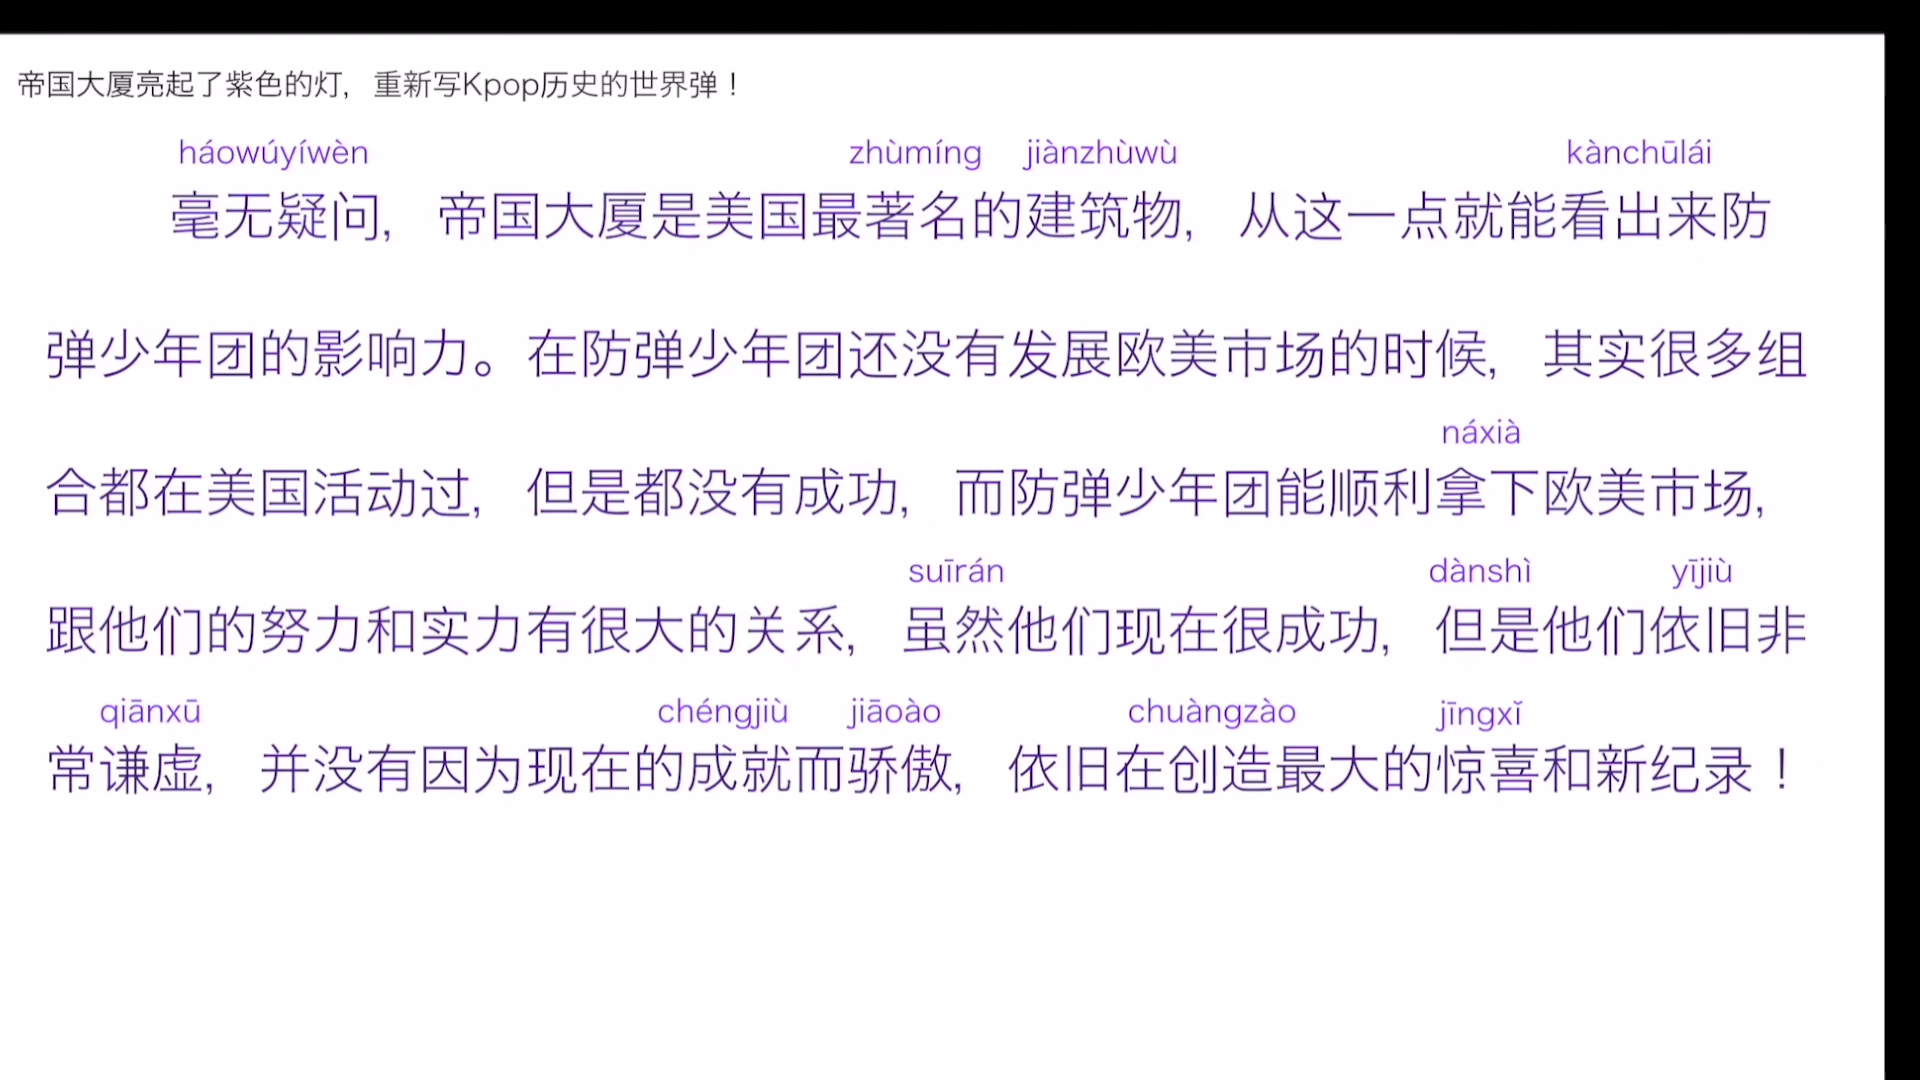 帝国大厦亮起了紫色的灯，重新写Kpop历史的世界弹！
háowúyíwèn zhùmíng jiànzhùwù kànchūlái
毫无疑问，帝国大厦是美国最著名的建筑物，从这一点就能看出来防
弹少年团的影响力。在防弹少年团还没有发展欧美市场的时候，其实很多组
náxià
合都在美国活动过，但是都没有成功，而防弹少年团能顺利拿下欧美市场，
suīrán dànshì yījiù
跟他们的努力和实力有很大的关系，虽然他们现在很成功，但是他们依旧非
qiānxū chéngjiù jiāoào chuàngzào jīngxǐ
常谦虚，并没有因为现在的成就而骄傲，依旧在创造最大的惊喜和新纪录！